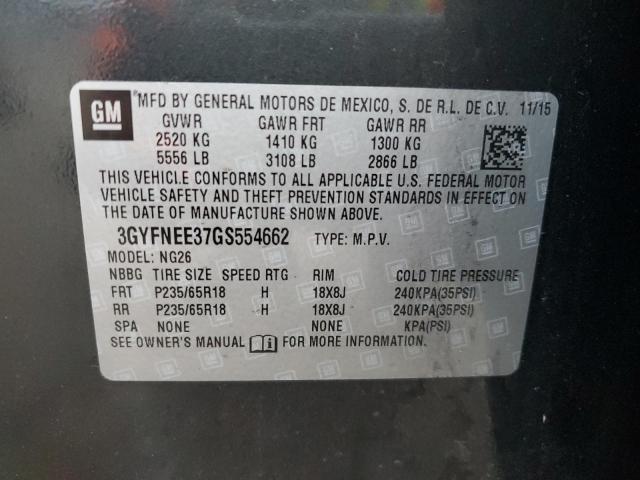 GM MFD BY GENERAL MOTORS DE MEXICO, S. DE R.L. DE C.V. 11/15
GVWR GAWR FRT GAWR RR
2520 KG 1410 KG 1300 KG
5556 LB 3108 LB 2866 LB
THIS VEHICLE CONFORMS TO ALL APPLICABLE U.S. FEDERAL MOTOR
VEHICLE SAFETY AND THEFT PREVENTION STANDARDS IN EFFECT ON
THE DATE OF MANUFACTURE SHOWN ABOVE.
3GYFNEE37GS554662 TYPE: M.P.V.
MODEL: NG26
NBBG TIRE SIZE SPEED RTG RIM COLD TIRE PRESSURE
FRT P235/65R18 H 18X8J 240KPA(35PSI)
RR P235/65R18 H 18X8J 240KPA(35PSI)
SPA NONE NONE KPA(PSI)
SEE OWNER'S MANUAL FOR MORE INFORMATION.